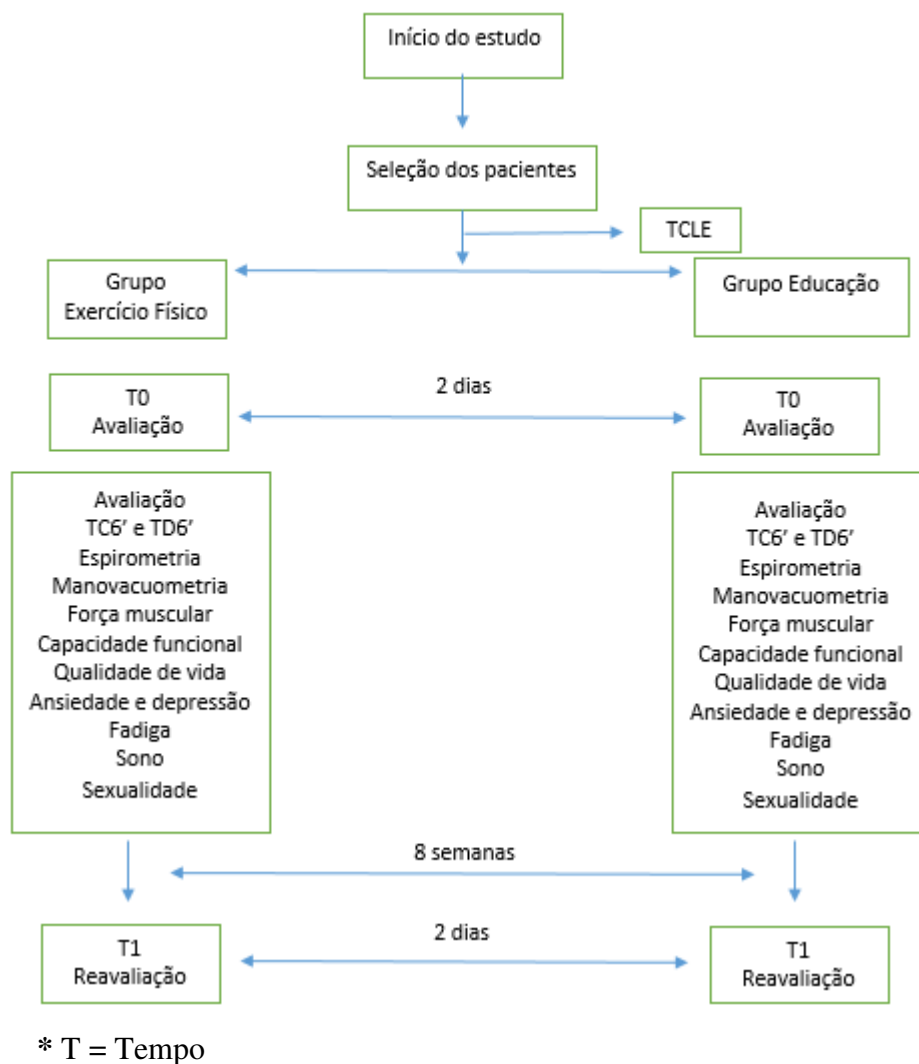 Início do estudo
Seleção dos pacientes
TCLE
Grupo
Exercício Físico
Grupo Educação
T0
Avaliação
2 dias
T0
Avaliação
Avaliação
TC6’ e TD6’
Espirometria
Manovacuometria
Força muscular
Capacidade funcional
Qualidade de vida
Ansiedade e depressão
Fadiga
Sono
Sexualidade
Avaliação
TC6’ e TD6’
Espirometria
Manovacuometria
Força muscular
Capacidade funcional
Qualidade de vida
Ansiedade e depressão
Fadiga
Sono
Sexualidade
8 semanas
T1
Reavaliação
2 dias
T1
Reavaliação
* T = Tempo